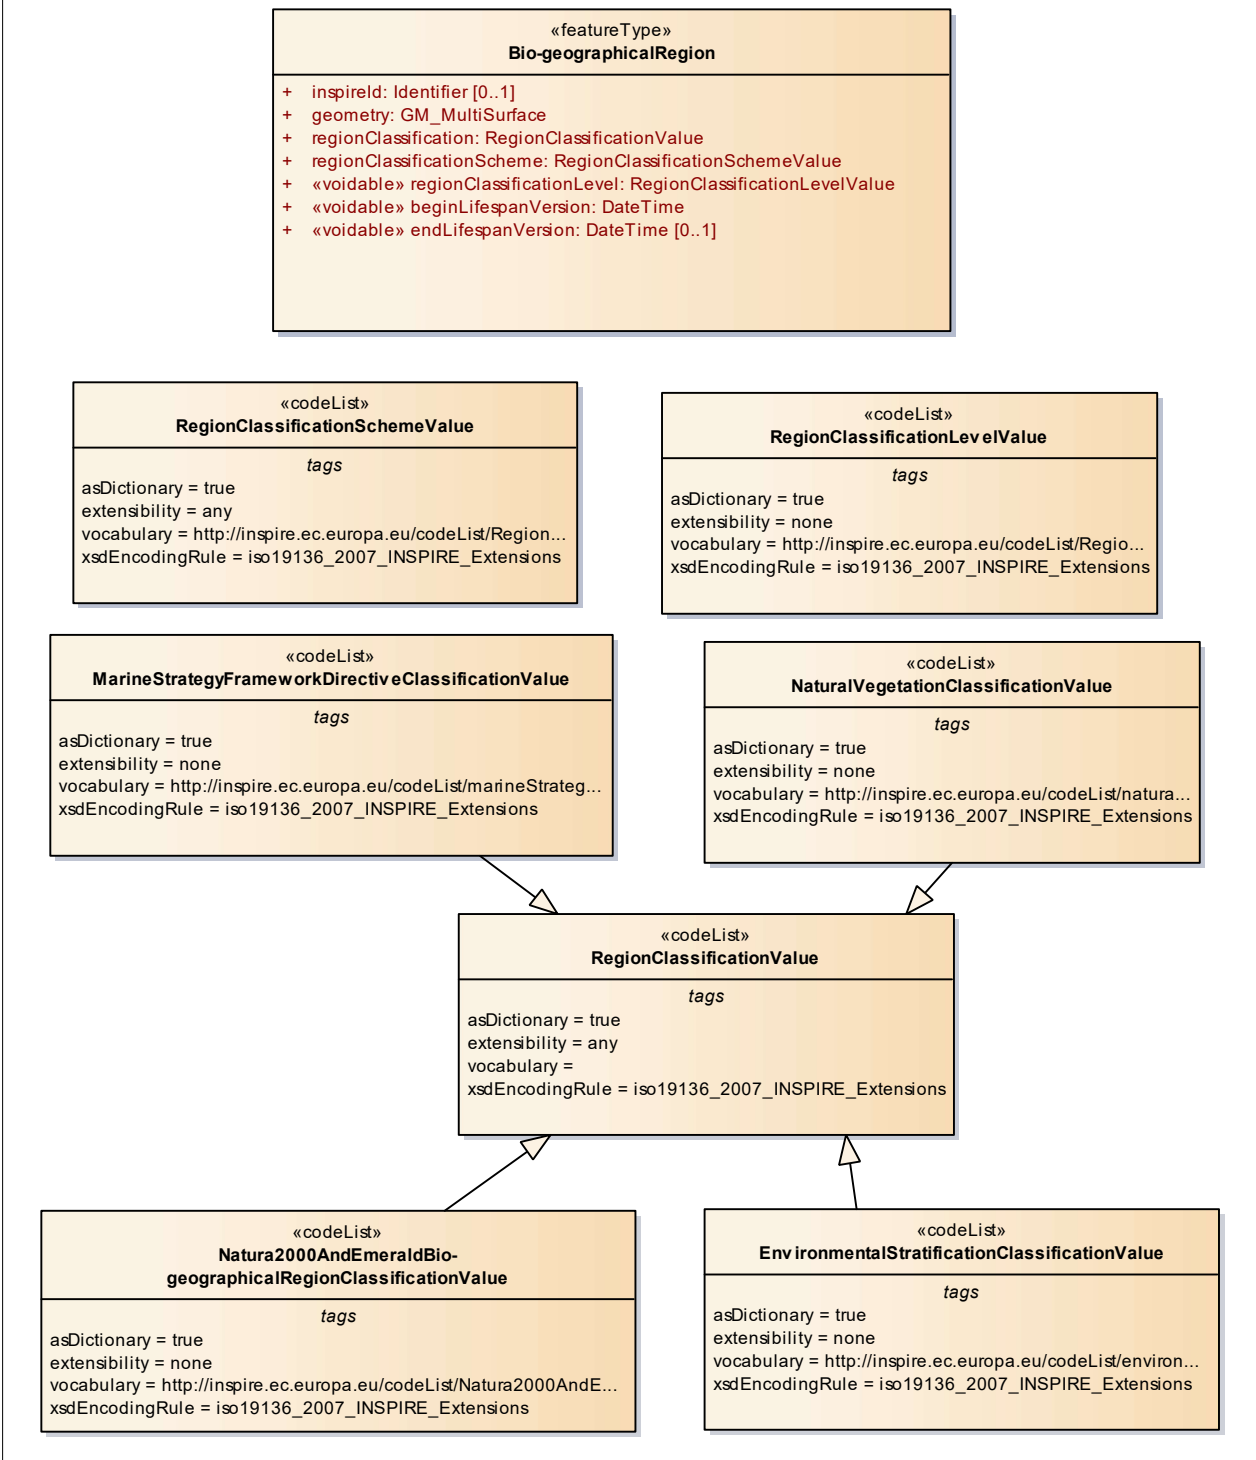 «featureType»
Bio-geographicalRegion
+ inspireId: Identifier [0..1]
+ geometry: GM_MultiSurface
+ regionClassification: RegionClassificationValue
+ regionClassificationScheme: RegionClassificationSchemeValue
+ «voidable» regionClassificationLevel: RegionClassificationLevelValue
+ «voidable» beginLifespanVersion: DateTime
+ «voidable» endLifespanVersion: DateTime [0..1]
«codeList»
RegionClassificationSchemeValue
tags
asDictionary = true
extensibility = any
vocabulary = http://inspire.ec.europa.eu/codeList/Region...
xsdEncodingRule = iso19136_2007_INSPIRE_Extensions
«codeList»
RegionClassificationLevelValue
tags
asDictionary = true
extensibility = none
vocabulary = http://inspire.ec.europa.eu/codeList/Regio...
xsdEncodingRule = iso19136_2007_INSPIRE_Extensions
«codeList»
MarineStrategyFrameworkDirectiveClassificationValue
tags
asDictionary = true
extensibility = none
vocabulary = http://inspire.ec.europa.eu/codeList/marineStrateg...
xsdEncodingRule = iso19136_2007_INSPIRE_Extensions
«codeList»
NaturalVegetationClassificationValue
tags
asDictionary = true
extensibility = none
vocabulary = http://inspire.ec.europa.eu/codeList/natura...
xsdEncodingRule = iso19136_2007_INSPIRE_Extensions
«codeList»
RegionClassificationValue
tags
asDictionary = true
extensibility = any
vocabulary =
xsdEncodingRule = iso19136_2007_INSPIRE_Extensions
«codeList»
Natura2000AndEmeraldBio-
geographicalRegionClassificationValue
tags
asDictionary = true
extensibility = none
vocabulary = http://inspire.ec.europa.eu/codeList/Natura2000AndE...
xsdEncodingRule = iso19136_2007_INSPIRE_Extensions
«codeList»
EnvironmentalStratificationClassificationValue
tags
asDictionary = true
extensibility = none
vocabulary = http://inspire.ec.europa.eu/codeList/environ...
xsdEncodingRule = iso19136_2007_INSPIRE_Extensions